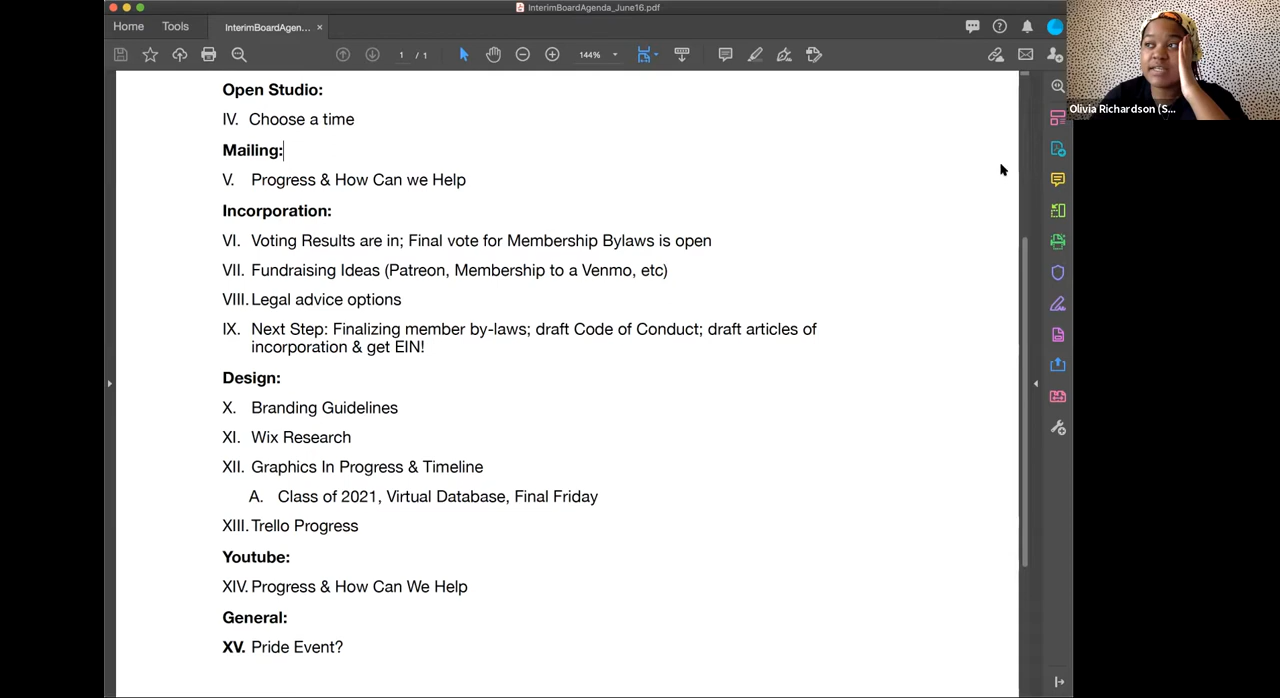 InterimBoardAgenda_June16.pdf
Home Tools InterimBoardAgen... ×
1 / 1 144%
Open Studio:
IV. Choose a time
Mailing:
V. Progress & How Can we Help
Incorporation:
VI. Voting Results are in; Final vote for Membership Bylaws is open
VII. Fundraising Ideas (Patreon, Membership to a Venmo, etc)
VIII. Legal advice options
IX. Next Step: Finalizing member by-laws; draft Code of Conduct; draft articles of
incorporation & get EIN!
Design:
X. Branding Guidelines
XI. Wix Research
XII. Graphics In Progress & Timeline
A. Class of 2021, Virtual Database, Final Friday
XIII. Trello Progress
Youtube:
XIV. Progress & How Can We Help
General:
XV. Pride Event?
Olivia Richardson (S...